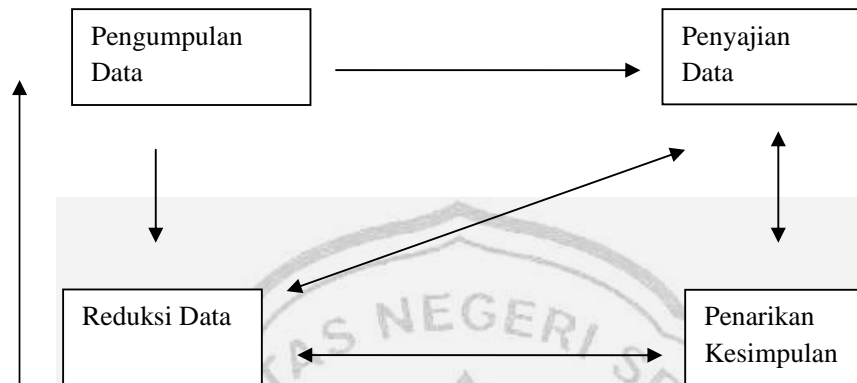 Pengumpulan
Data
Penyajian
Data
Reduksi Data
Penarikan
Kesimpulan
NEGERI